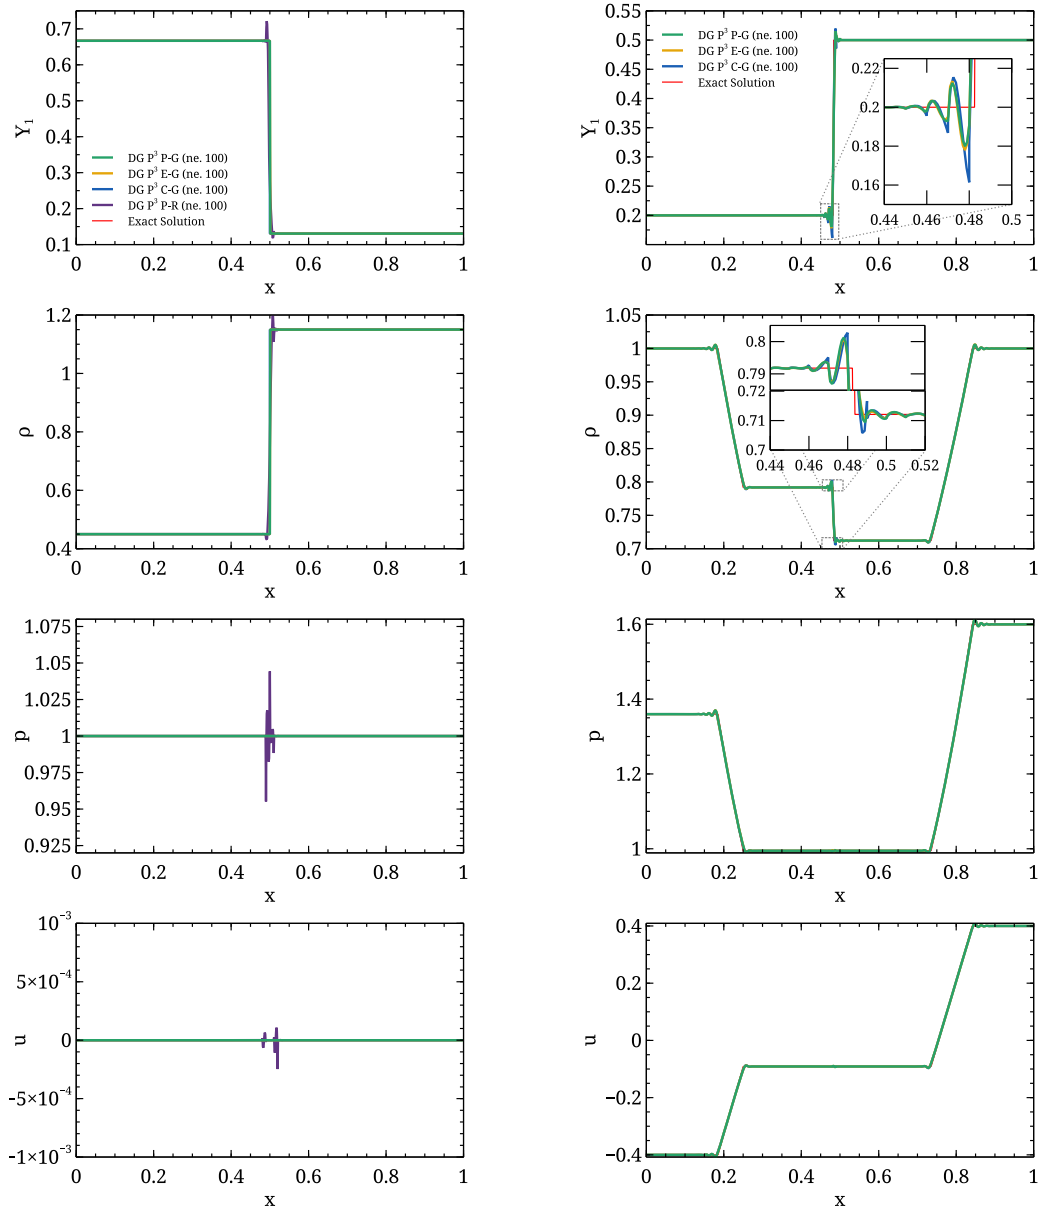 0.7
0.6
0.5
0.4
0.3
0.2
0.1
Y₁
DG P³ P-G (ne. 100)
DG P³ E-G (ne. 100)
DG P³ C-G (ne. 100)
DG P³ P-R (ne. 100)
Exact Solution
0 0.2 0.4 0.6 0.8 1
x
0.55
0.5
0.45
0.4
0.35
0.3
0.25
0.2
Y₁
DG P³ P-G (ne. 100)
DG P³ E-G (ne. 100)
DG P³ C-G (ne. 100)
Exact Solution
0.22
0.2
0.18
0.16
0.44 0.46 0.48 0.5
0 0.2 0.4 0.6 0.8 1
x
1.2
1
0.8
0.6
0.4
ρ
0 0.2 0.4 0.6 0.8 1
x
1.05
1
0.95
0.9
0.85
0.8
0.75
0.7
ρ
0.8
0.79
0.72
0.71
0.7
0.44 0.46 0.48 0.5 0.52
0 0.2 0.4 0.6 0.8 1
x
1.075
1.05
1.025
1
0.975
0.95
0.925
p
0 0.2 0.4 0.6 0.8 1
x
1.6
1.4
1.2
1
p
0 0.2 0.4 0.6 0.8 1
x
10⁻³
5×10⁻⁴
0
−5×10⁻⁴
−1×10⁻³
u
0 0.2 0.4 0.6 0.8 1
x
0.4
0.2
0
−0.2
−0.4
u
0 0.2 0.4 0.6 0.8 1
x